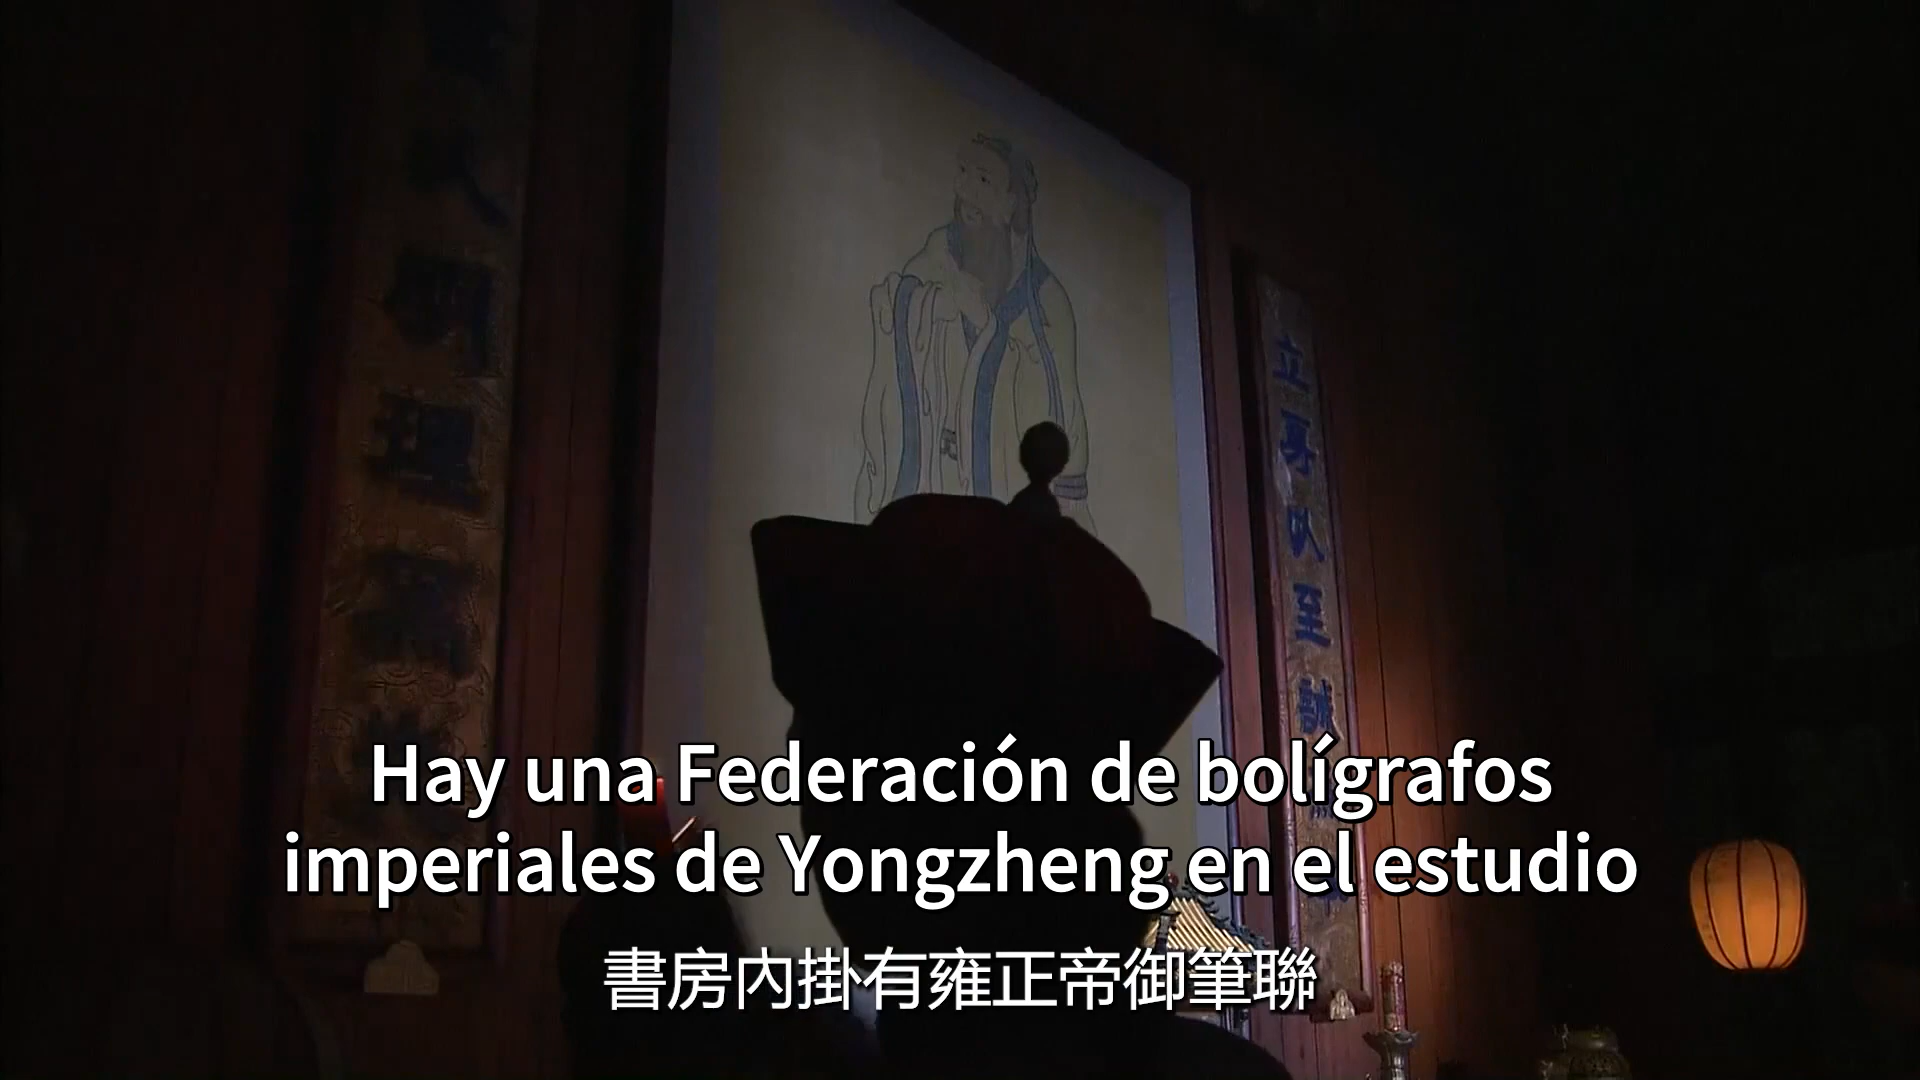 立身以至誠
Hay una Federación de bolígrafos
imperiales de Yongzheng en el estudio
書房內掛有雍正帝御筆聯